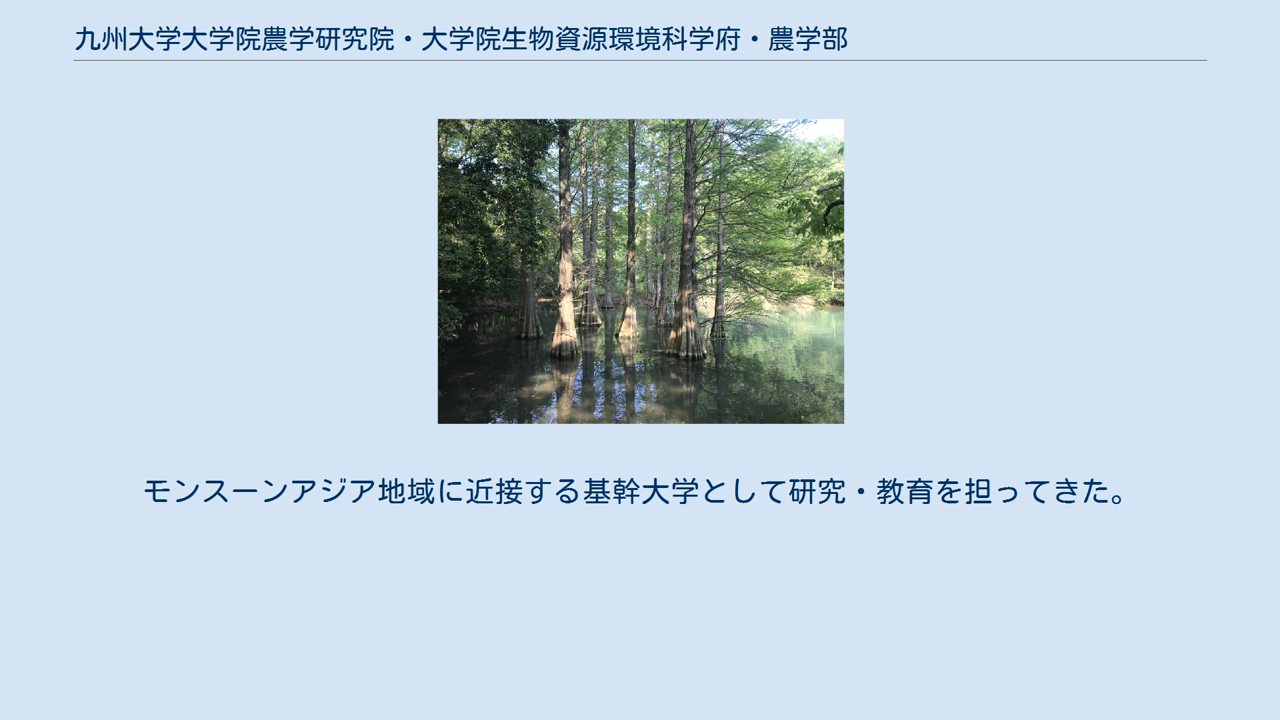 九州大学大学院農学研究院・大学院生物資源環境科学府・農学部
モンスーンアジア地域に近接する基幹大学として研究・教育を担ってきた。